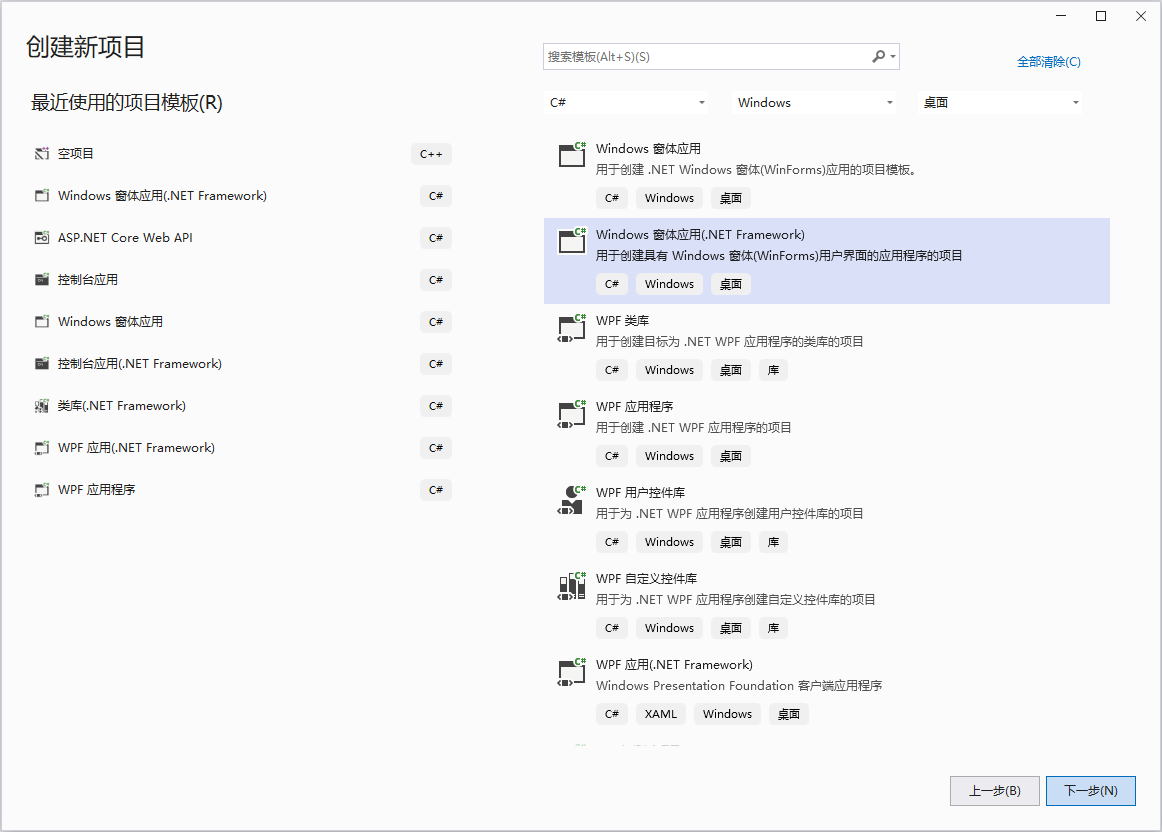 创建新项目
最近使用的项目模板(R)
空项目
C++
Windows 窗体应用(.NET Framework)
C#
ASP.NET Core Web API
C#
控制台应用
C#
Windows 窗体应用
C#
控制台应用(.NET Framework)
C#
类库(.NET Framework)
C#
WPF 应用(.NET Framework)
C#
WPF 应用程序
C#
搜索模板(Alt+S)(S)
全部清除(C)
C#
Windows
桌面
C#
Windows 窗体应用
用于创建 .NET Windows 窗体(WinForms)应用的项目模板。
C# Windows 桌面
C#
Windows 窗体应用(.NET Framework)
用于创建具有 Windows 窗体(WinForms)用户界面的应用程序的项目
C# Windows 桌面
C#
WPF 类库
用于创建目标为 .NET WPF 应用程序的类库的项目
C# Windows 桌面 库
C#
WPF 应用程序
用于创建 .NET WPF 应用程序的项目
C# Windows 桌面
C#
WPF 用户控件库
用于为 .NET WPF 应用程序创建用户控件库的项目
C# Windows 桌面 库
C#
WPF 自定义控件库
用于为 .NET WPF 应用程序创建自定义控件库的项目
C# Windows 桌面 库
C#
WPF 应用(.NET Framework)
Windows Presentation Foundation 客户端应用程序
C# XAML Windows 桌面
上一步(B)
下一步(N)